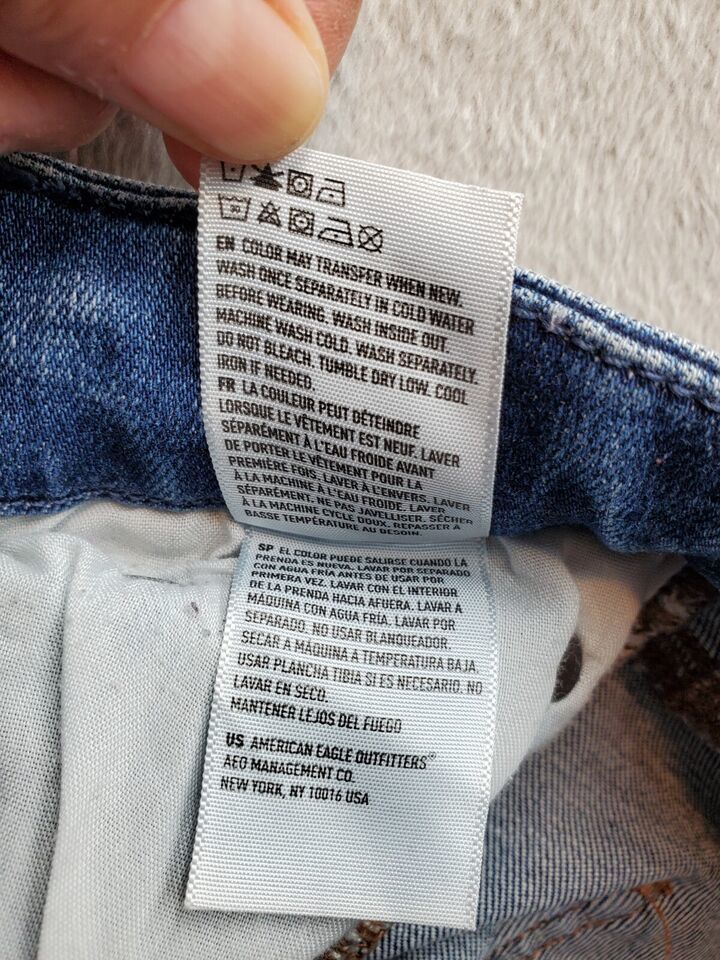 EN COLOR MAY TRANSFER WHEN NEW.
WASH ONCE SEPARATELY IN COLD WATER
BEFORE WEARING. WASH INSIDE OUT.
MACHINE WASH COLD. WASH SEPARATELY.
DO NOT BLEACH. TUMBLE DRY LOW. COOL
IRON IF NEEDED.
FR LA COULEUR PEUT DÉTEINDRE
LORSQUE LE VÊTEMENT EST NEUF. LAVER
SÉPARÉMENT À L'EAU FROIDE AVANT
DE PORTER LE VÊTEMENT POUR LA
PREMIÈRE FOIS, LAVER À L'ENVERS. LAVER
À LA MACHINE À L'EAU FROIDE. LAVER
SÉPARÉMENT. NE PAS JAVELLISER. SÉCHER
À LA MACHINE CYCLE DOUX. REPASSER À
BASSE TEMPÉRATURE AU BESOIN.
SP EL COLOR PUEDE SALIRSE CUANDO LA
PRENDA ES NUEVA. LAVAR POR SEPARADO
CON AGUA FRÍA ANTES DE USAR POR
PRIMERA VEZ. LAVAR CON EL INTERIOR
DE LA PRENDA HACIA AFUERA. LAVAR A
MÁQUINA CON AGUA FRÍA. LAVAR POR
SEPARADO. NO USAR BLANQUEADOR.
SECAR A MÁQUINA A TEMPERATURA BAJA.
USAR PLANCHA TIBIA SI ES NECESARIO. NO
LAVAR EN SECO.
MANTENER LEJOS DEL FUEGO
US AMERICAN EAGLE OUTFITTERS®
AEO MANAGEMENT CO.
NEW YORK, NY 10016 USA